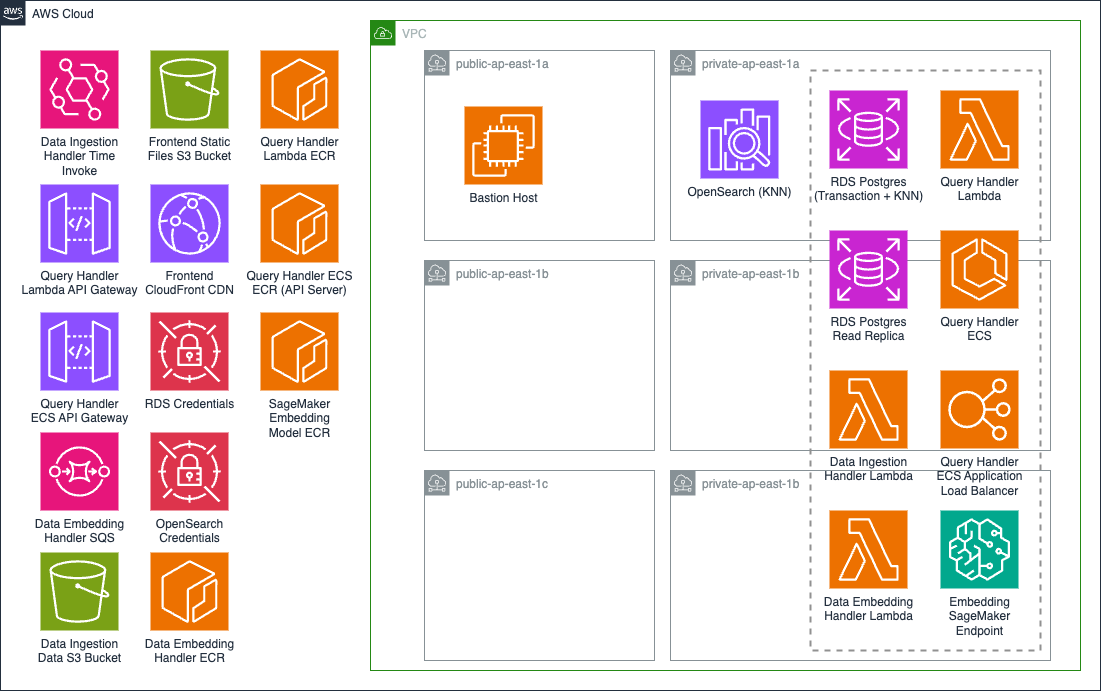 aws
AWS Cloud
Data Ingestion
Handler Time
Invoke
Frontend Static
Files S3 Bucket
Query Handler
Lambda ECR
Query Handler
Lambda API Gateway
Frontend
CloudFront CDN
Query Handler ECS
ECR (API Server)
Query Handler
ECS API Gateway
RDS Credentials
SageMaker
Embedding
Model ECR
Data Embedding
Handler SQS
OpenSearch
Credentials
Data Ingestion
Data S3 Bucket
Data Embedding
Handler ECR
VPC
public-ap-east-1a
Bastion Host
private-ap-east-1a
OpenSearch (KNN)
RDS Postgres
(Transaction + KNN)
Query Handler
Lambda
public-ap-east-1b
private-ap-east-1b
RDS Postgres
Read Replica
Query Handler
ECS
Data Ingestion
Handler Lambda
Query Handler
ECS Application
Load Balancer
public-ap-east-1c
private-ap-east-1b
Data Embedding
Handler Lambda
Embedding
SageMaker
Endpoint